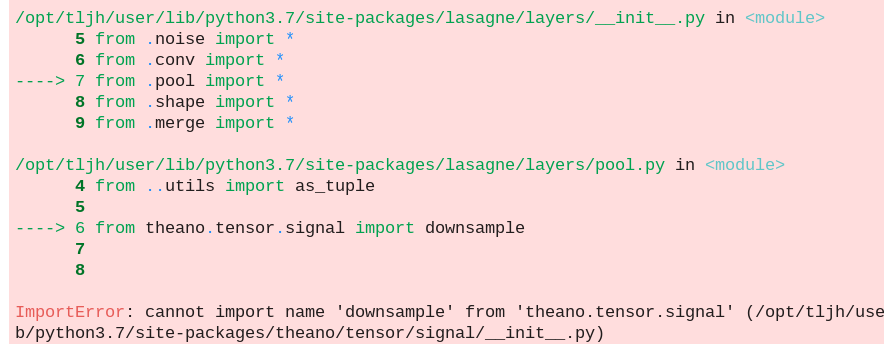 /opt/tljh/user/lib/python3.7/site-packages/lasagne/layers/__init__.py in <module>
      5 from .noise import *
      6 from .conv import *
----> 7 from .pool import *
      8 from .shape import *
      9 from .merge import *

/opt/tljh/user/lib/python3.7/site-packages/lasagne/layers/pool.py in <module>
      4 from ..utils import as_tuple
      5
----> 6 from theano.tensor.signal import downsample
      7
      8

ImportError: cannot import name 'downsample' from 'theano.tensor.signal' (/opt/tljh/use
b/python3.7/site-packages/theano/tensor/signal/__init__.py)